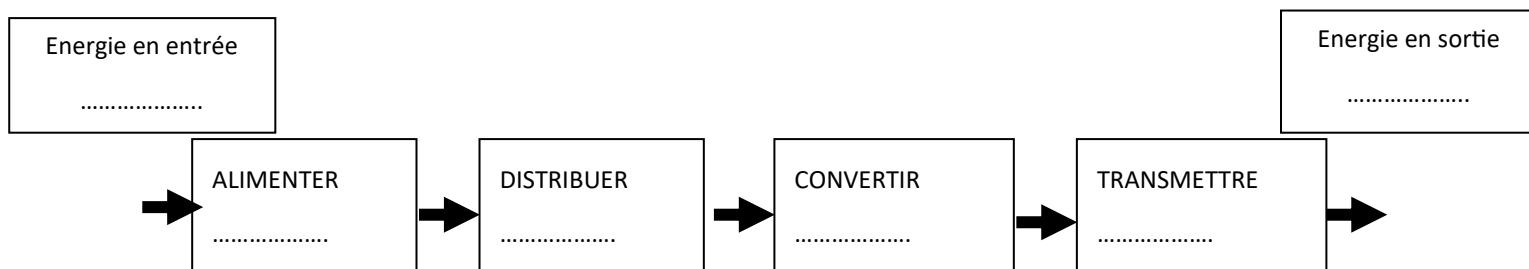 Energie en entrée
………………..
Energie en sortie
………………..
ALIMENTER
……………….
DISTRIBUER
……………….
CONVERTIR
……………….
TRANSMETTRE
……………….